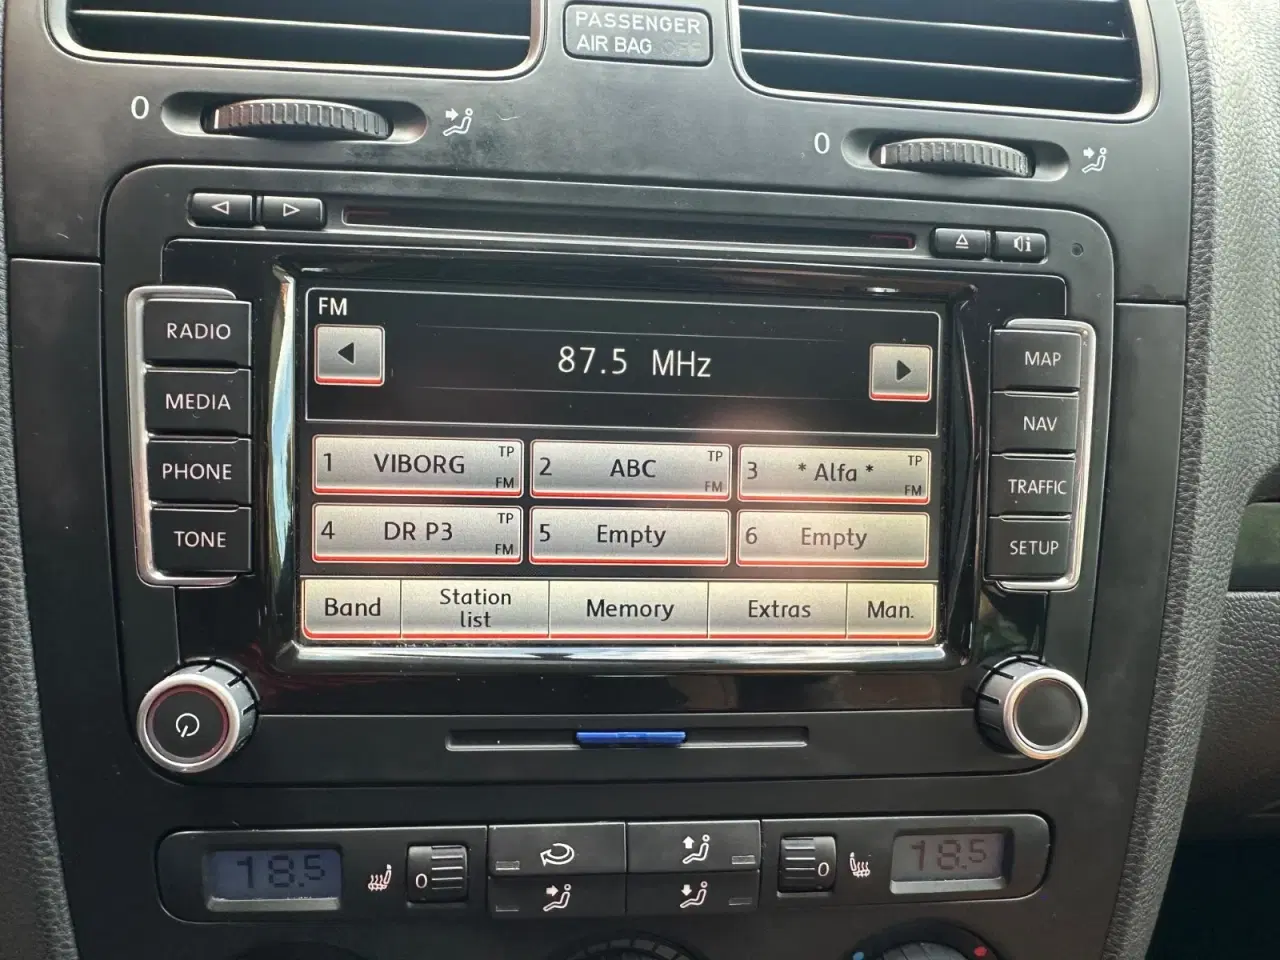 PASSENGER
AIR BAG OFF
0
0
FM
87.5 MHz
RADIO
MEDIA
PHONE
TONE
MAP
NAV
TRAFFIC
SETUP
1 VIBORG TP FM
2 ABC TP FM
3 * Alfa * TP FM
4 DR P3 TP FM
5 Empty
6 Empty
Band
Station
list
Memory
Extras
Man.
18.5
0
0
18.5